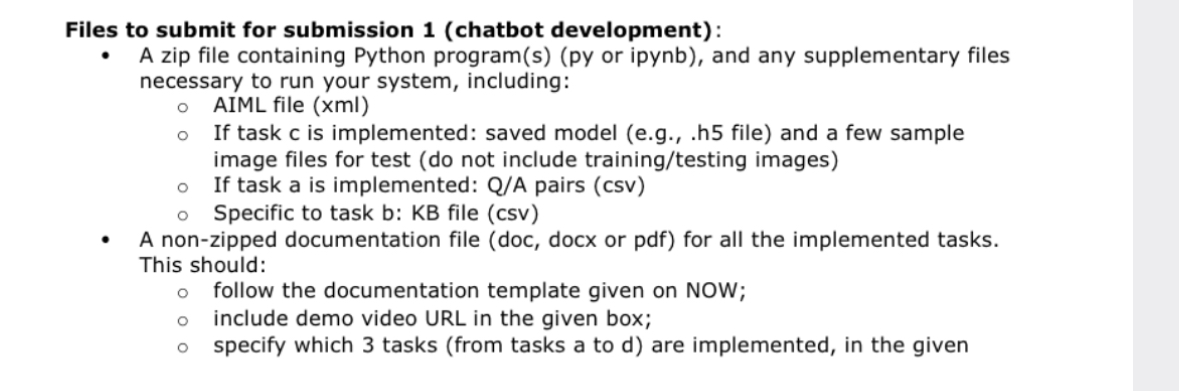 Files to submit for submission 1 (chatbot development):
• A zip file containing Python program(s) (py or ipynb), and any supplementary files
necessary to run your system, including:
o AIML file (xml)
o If task c is implemented: saved model (e.g., .h5 file) and a few sample
image files for test (do not include training/testing images)
o If task a is implemented: Q/A pairs (csv)
o Specific to task b: KB file (csv)
• A non-zipped documentation file (doc, docx or pdf) for all the implemented tasks.
This should:
o follow the documentation template given on NOW;
o include demo video URL in the given box;
o specify which 3 tasks (from tasks a to d) are implemented, in the given